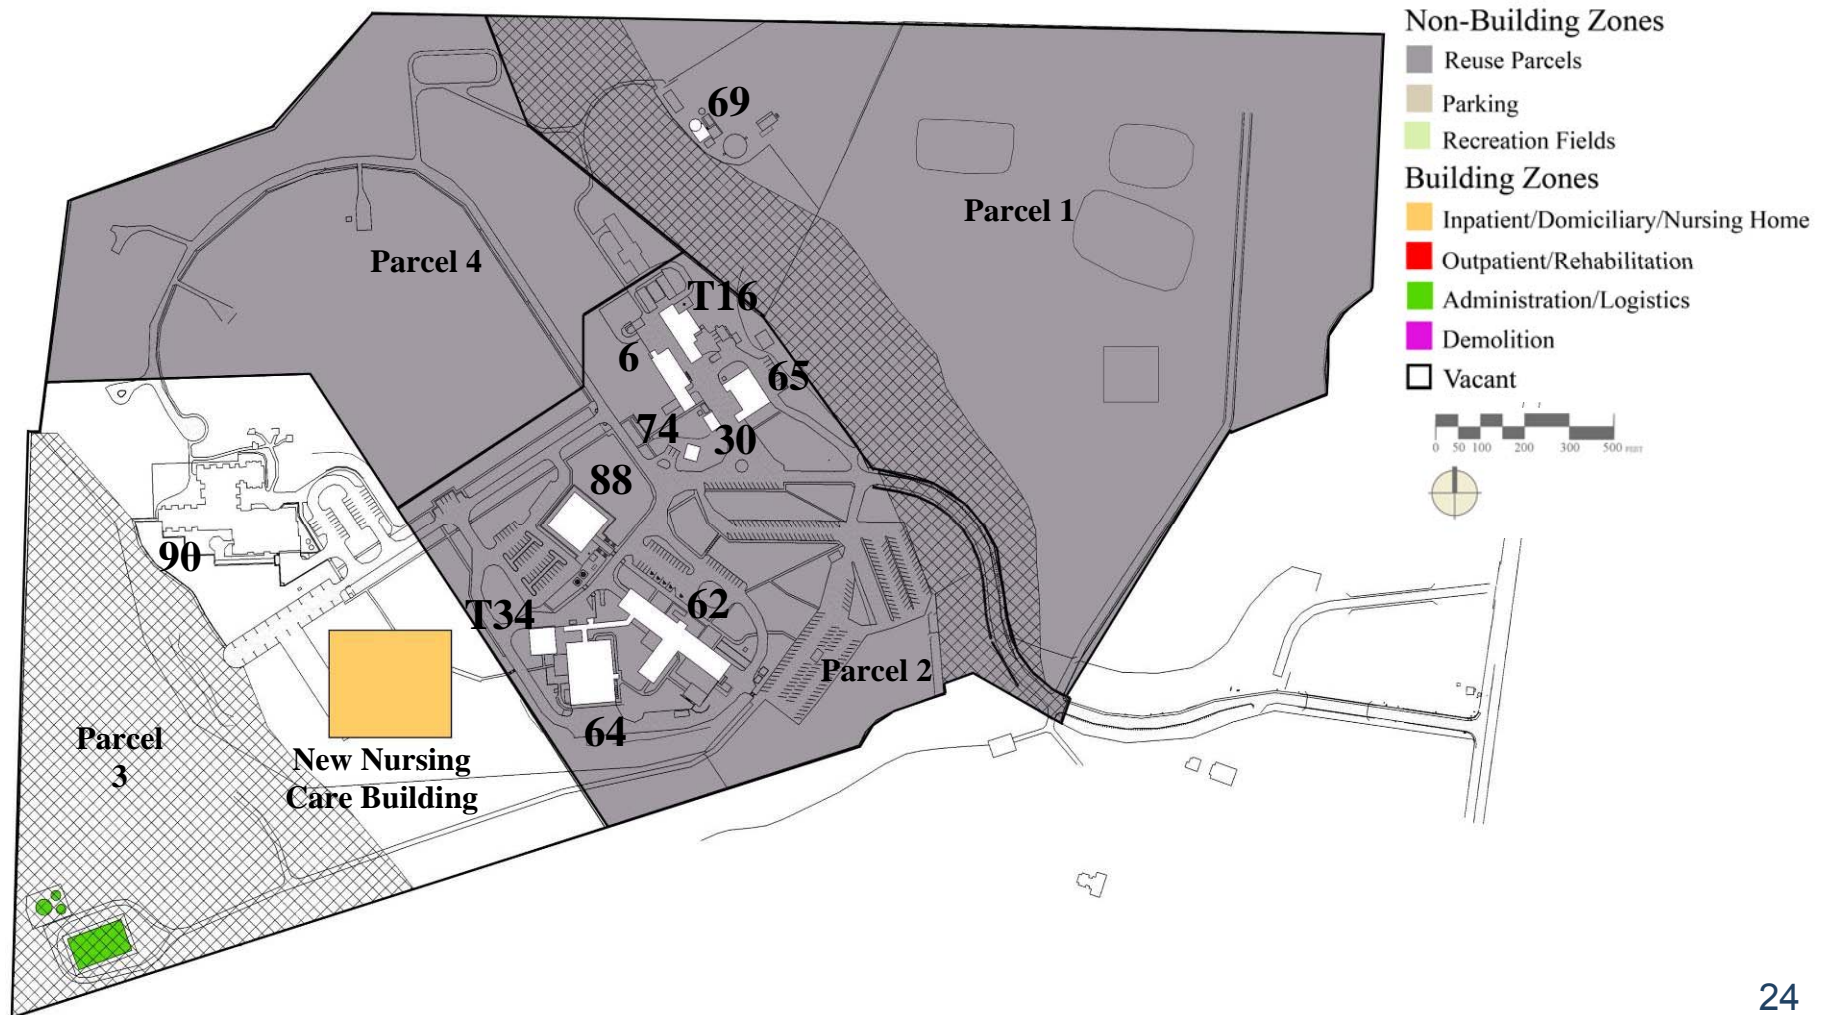 Non-Building Zones
Reuse Parcels
Parking
Recreation Fields
Building Zones
Inpatient/Domiciliary/Nursing Home
Outpatient/Rehabilitation
Administration/Logistics
Demolition
Vacant
0 50 100 200 300 500 FEET
69
Parcel 1
Parcel 4
T16
6
65
74
30
88
90
T34
62
Parcel 2
64
Parcel
3
New Nursing
Care Building
24